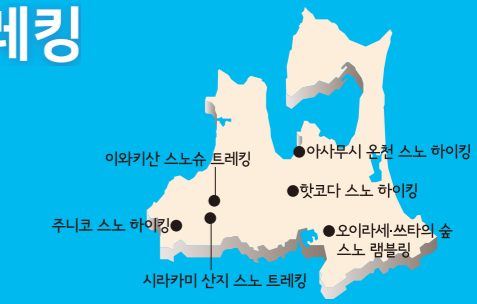 레킹
아사무시 온천 스노 하이킹
이와키산 스노슈 트레킹
핫코다 스노 하이킹
주니코 스노 하이킹
오이라세·쓰타의 숲
스노 램블링
시라카미 산지 스노 트레킹